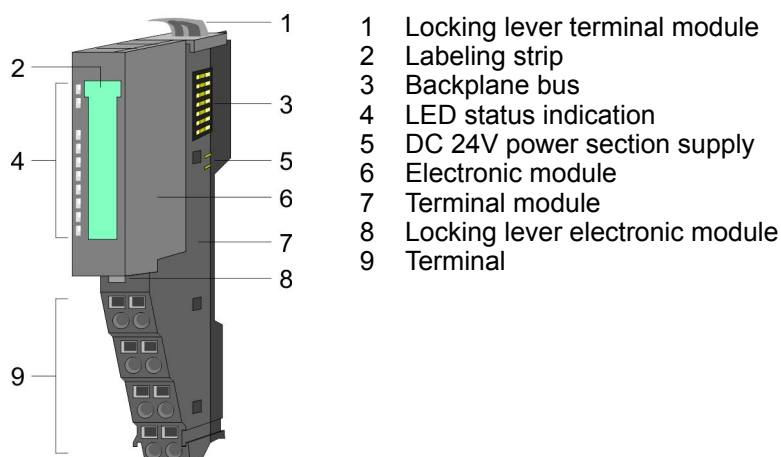 1
2
3
4
5
6
7
8
9
1 Locking lever terminal module
2 Labeling strip
3 Backplane bus
4 LED status indication
5 DC 24V power section supply
6 Electronic module
7 Terminal module
8 Locking lever electronic module
9 Terminal